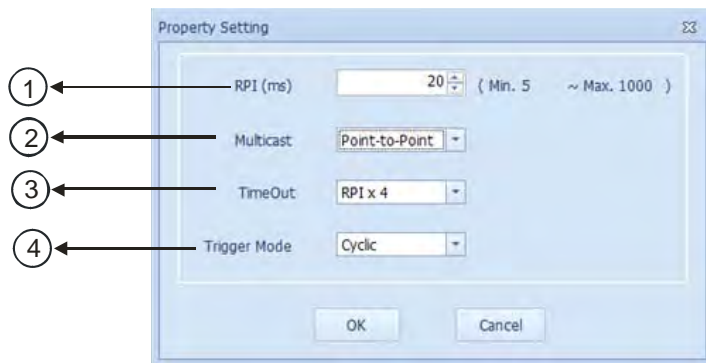 Property Setting
1 RPI (ms) 20 ( Min. 5 ~ Max. 1000 )
2 Multicast Point-to-Point
3 TimeOut RPI x 4
4 Trigger Mode Cyclic
OK Cancel